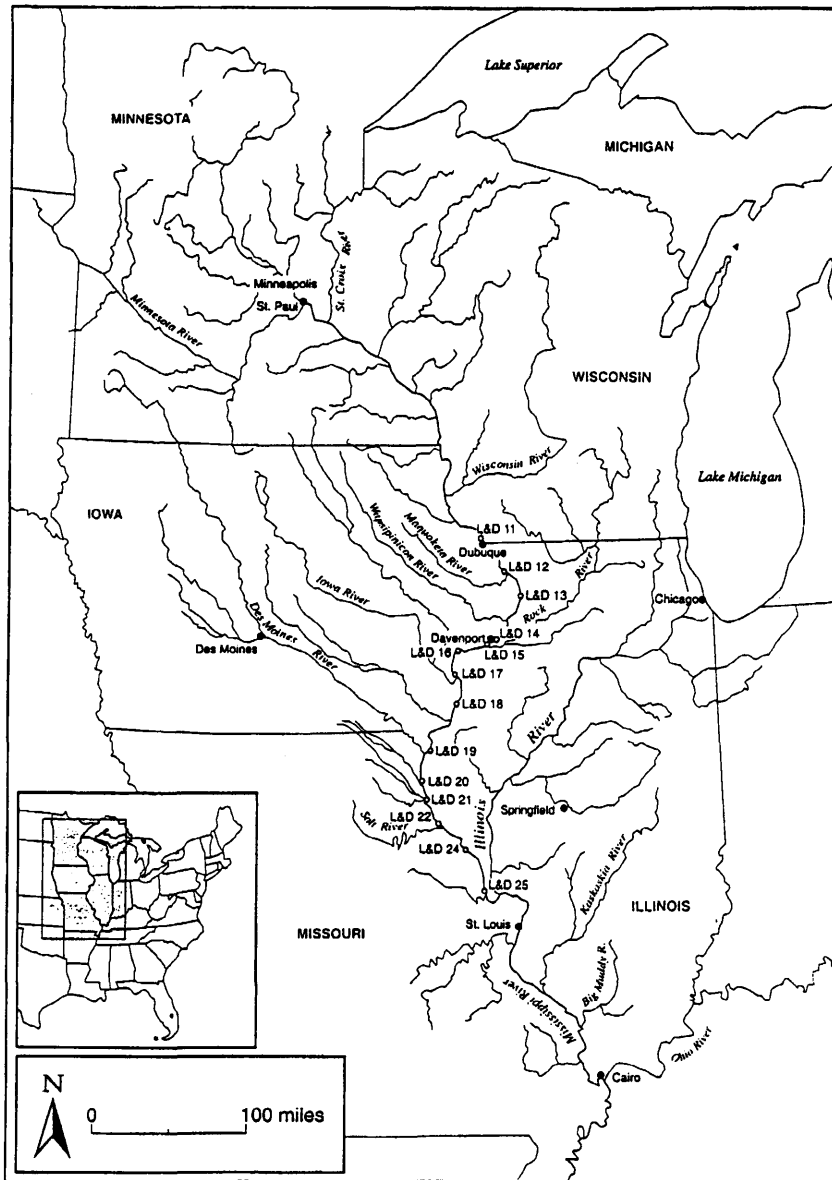 Lake Superior
MINNESOTA
MICHIGAN
St. Croix River
Minneapolis
St. Paul
Minnesota River
WISCONSIN
Wisconsin River
Lake Michigan
IOWA
L&D 11
Dubuque
Maquoketa River
Wapsipinicon River
L&D 12
Rock River
L&D 13
Iowa River
Chicago
L&D 14
Davenport
L&D 15
L&D 16
Des Moines
Des Moines River
L&D 17
L&D 18
Illinois River
L&D 19
L&D 20
L&D 21
Springfield
L&D 22
Salt River
L&D 24
Kaskaskia River
L&D 25
ILLINOIS
St. Louis
MISSOURI
Big Muddy R.
Mississippi River
Ohio River
Cairo
N
0 100 miles